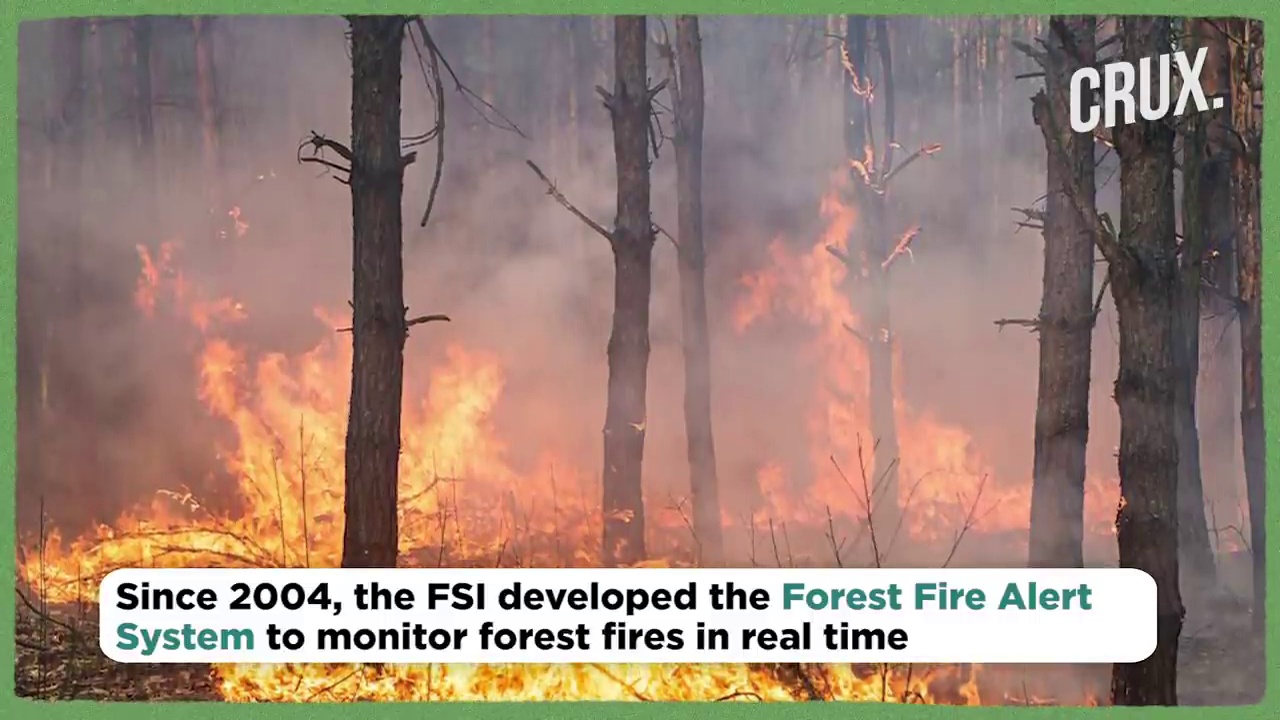 CRUX.
Since 2004, the FSI developed the Forest Fire Alert
System to monitor forest fires in real time